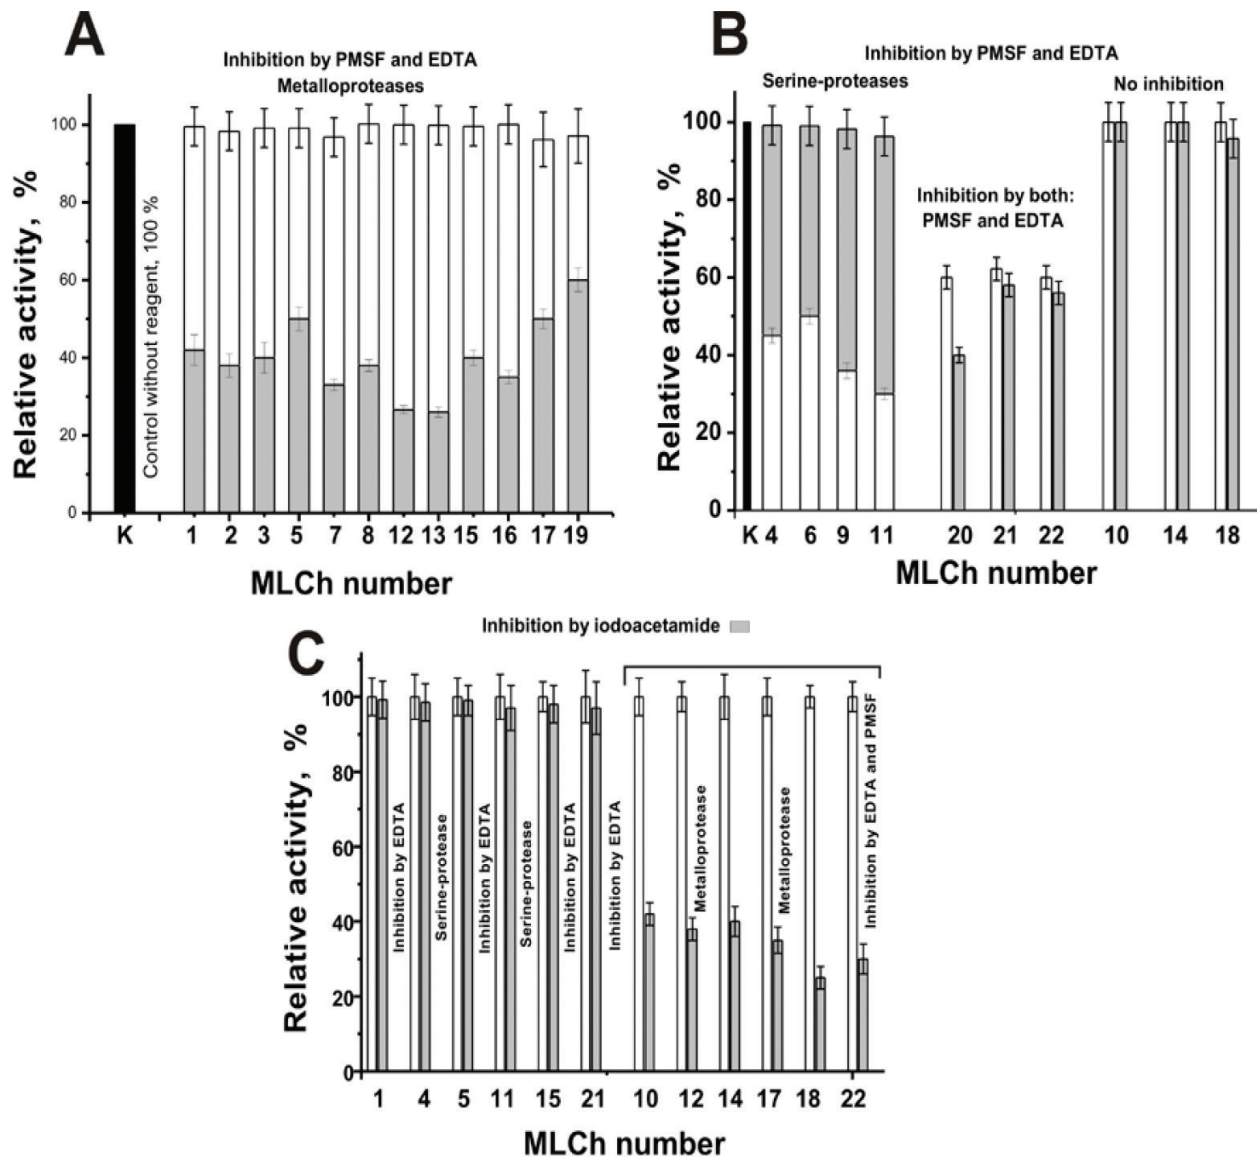 A
Inhibition by PMSF and EDTA
Metalloproteases
Relative activity, %
100
80
60
40
20
0
Control without reagent, 100 %
K 1 2 3 5 7 8 12 13 15 16 17 19
MLCh number
B
Inhibition by PMSF and EDTA
Serine-proteases
No inhibition
Inhibition by both:
PMSF and EDTA
Relative activity, %
100
80
60
40
20
0
K 4 6 9 11 20 21 22 10 14 18
MLCh number
C
Inhibition by iodoacetamide
Relative activity, %
100
80
60
40
20
0
Inhibition by EDTA
Serine-protease
Inhibition by EDTA
Serine-protease
Inhibition by EDTA
Inhibition by EDTA
Metalloprotease
Metalloprotease
Inhibition by EDTA and PMSF
1 4 5 11 15 21 10 12 14 17 18 22
MLCh number